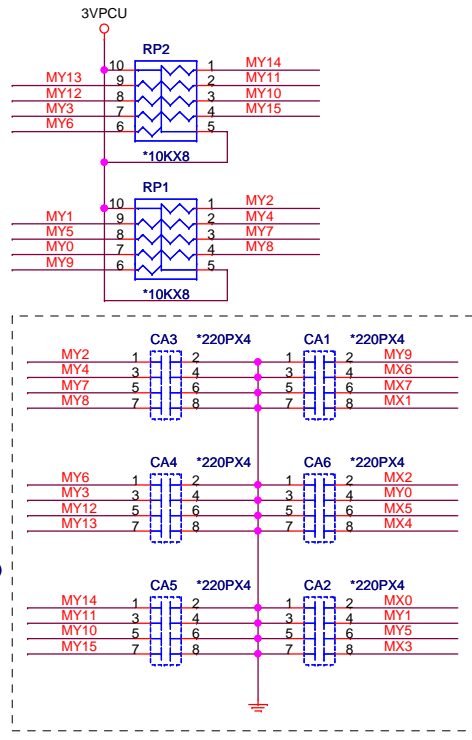 3VPCU
RP2
10 1 MY14
MY13 9 2 MY11
MY12 8 3 MY10
MY3 7 4 MY15
MY6 6 5
*10KX8
RP1
10 1 MY2
MY1 9 2 MY4
MY5 8 3 MY7
MY0 7 4 MY8
MY9 6 5
*10KX8
CA3 *220PX4 CA1 *220PX4
MY2 1 2 1 2 MY9
MY4 3 4 3 4 MX6
MY7 5 6 5 6 MX7
MY8 7 8 7 8 MX1
CA4 *220PX4 CA6 *220PX4
MY6 1 2 1 2 MX2
MY3 3 4 3 4 MY0
MY12 5 6 5 6 MX5
MY13 7 8 7 8 MX4
CA5 *220PX4 CA2 *220PX4
MY14 1 2 1 2 MX0
MY11 3 4 3 4 MY1
MY10 5 6 5 6 MY5
MY15 7 8 7 8 MX3